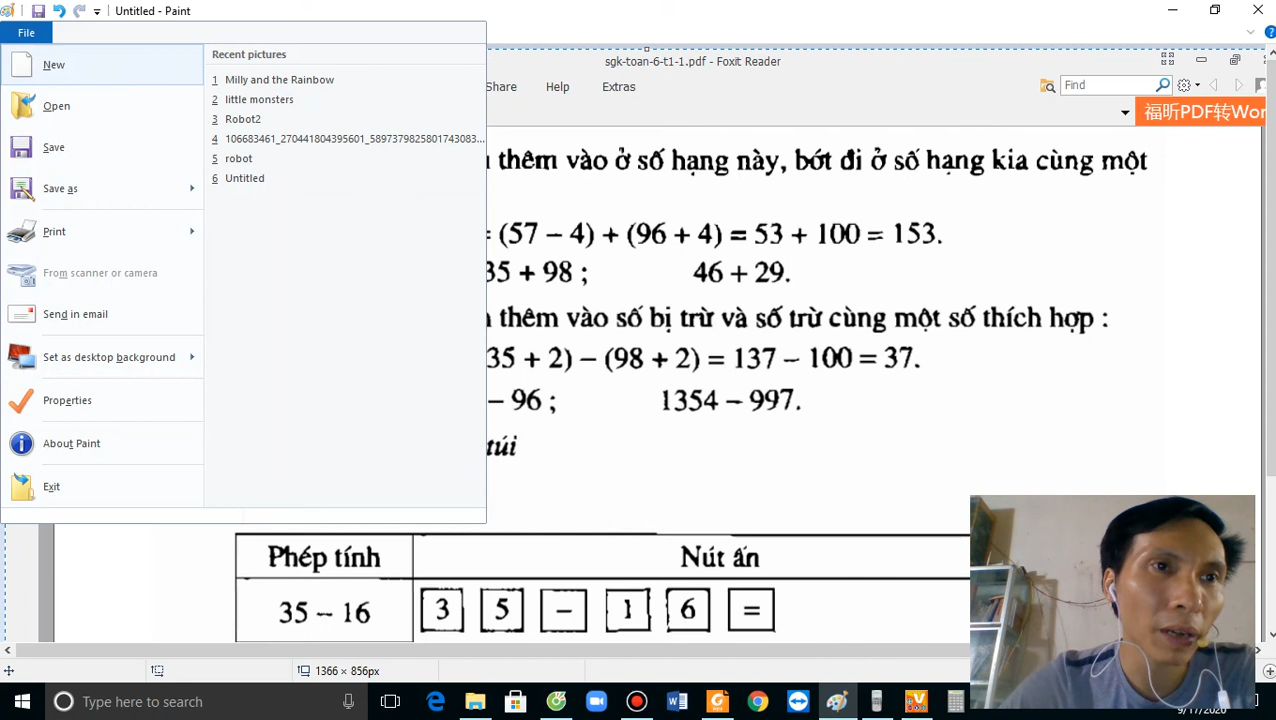 Untitled - Paint
File
Recent pictures
New
1 Milly and the Rainbow
2 little monsters
Open
3 Robot2
4 106683461_270441804395601_5897379825801743083...
Save
5 robot
6 Untitled
Save as
Print
From scanner or camera
Send in email
Set as desktop background
Properties
About Paint
Exit
sgk-toan-6-t1-1.pdf - Foxit Reader
Share Help Extras
Find
福昕PDF转Wor
thêm vào ở số hạng này, bớt đi ở số hạng kia cùng một
= (57 – 4) + (96 + 4) = 53 + 100 = 153.
35 + 98 ; 46 + 29.
thêm vào số bị trừ và số trừ cùng một số thích hợp :
35 + 2) – (98 + 2) = 137 – 100 = 37.
– 96 ; 1354 – 997.
túi
Phép tính Nút ấn
35 – 16 3 5 – 1 6 =
1366 × 856px
Type here to search
9/17/2020